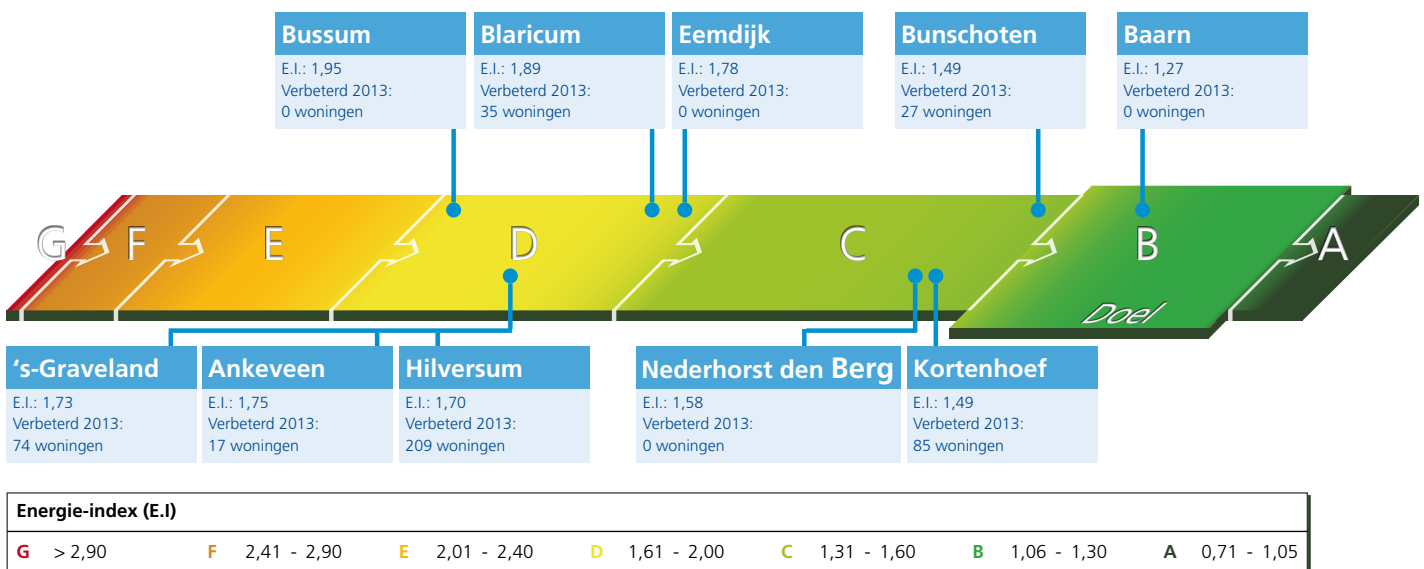 Bussum
E.I.: 1,95
Verbeterd 2013:
0 woningen
Blaricum
E.I.: 1,89
Verbeterd 2013:
35 woningen
Eemdijk
E.I.: 1,78
Verbeterd 2013:
0 woningen
Bunschoten
E.I.: 1,49
Verbeterd 2013:
27 woningen
Baarn
E.I.: 1,27
Verbeterd 2013:
0 woningen
G F E D C B A
Doel
‘s-Graveland
E.I.: 1,73
Verbeterd 2013:
74 woningen
Ankeveen
E.I.: 1,75
Verbeterd 2013:
17 woningen
Hilversum
E.I.: 1,70
Verbeterd 2013:
209 woningen
Nederhorst den Berg
E.I.: 1,58
Verbeterd 2013:
0 woningen
Kortenhoef
E.I.: 1,49
Verbeterd 2013:
85 woningen
Energie-index (E.I)
G > 2,90 F 2,41 - 2,90 E 2,01 - 2,40 D 1,61 - 2,00 C 1,31 - 1,60 B 1,06 - 1,30 A 0,71 - 1,05